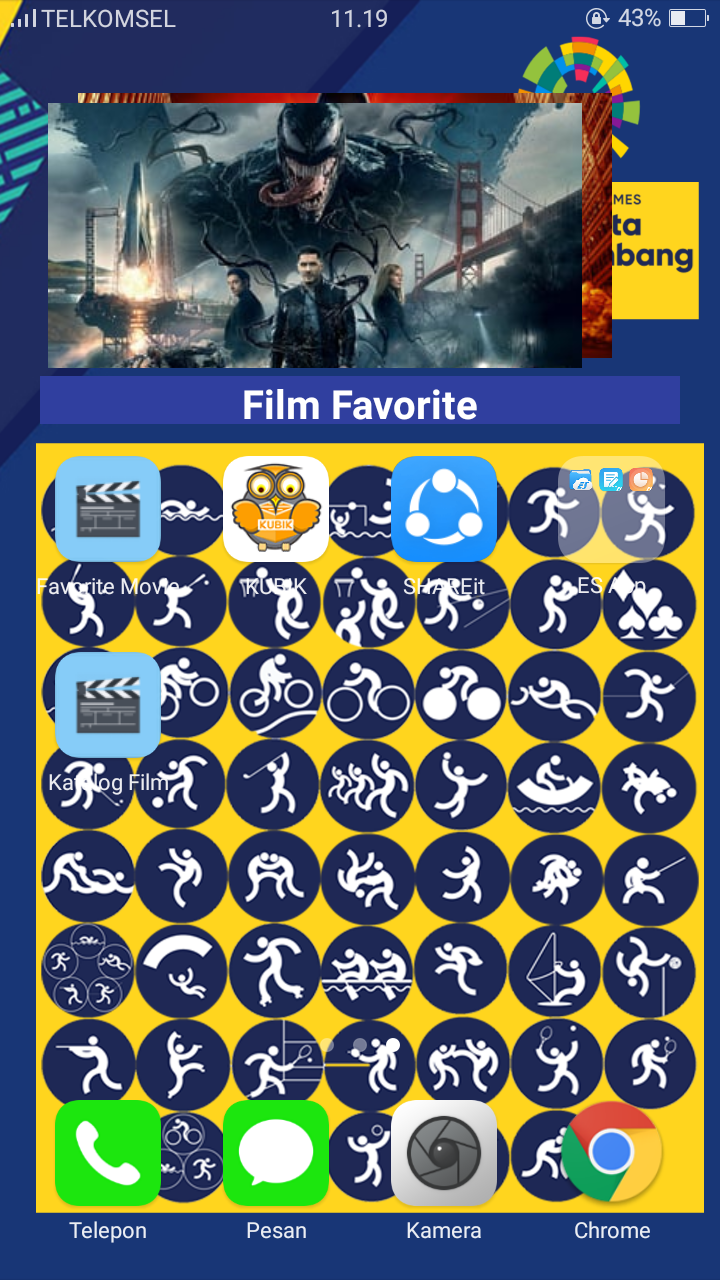 TELKOMSEL
11.19
43%
MES
ta
nbang
Film Favorite
KUBIK
Favorite Movie
KUBIK
SHAREit
ES App
Katalog Film
Telepon
Pesan
Kamera
Chrome